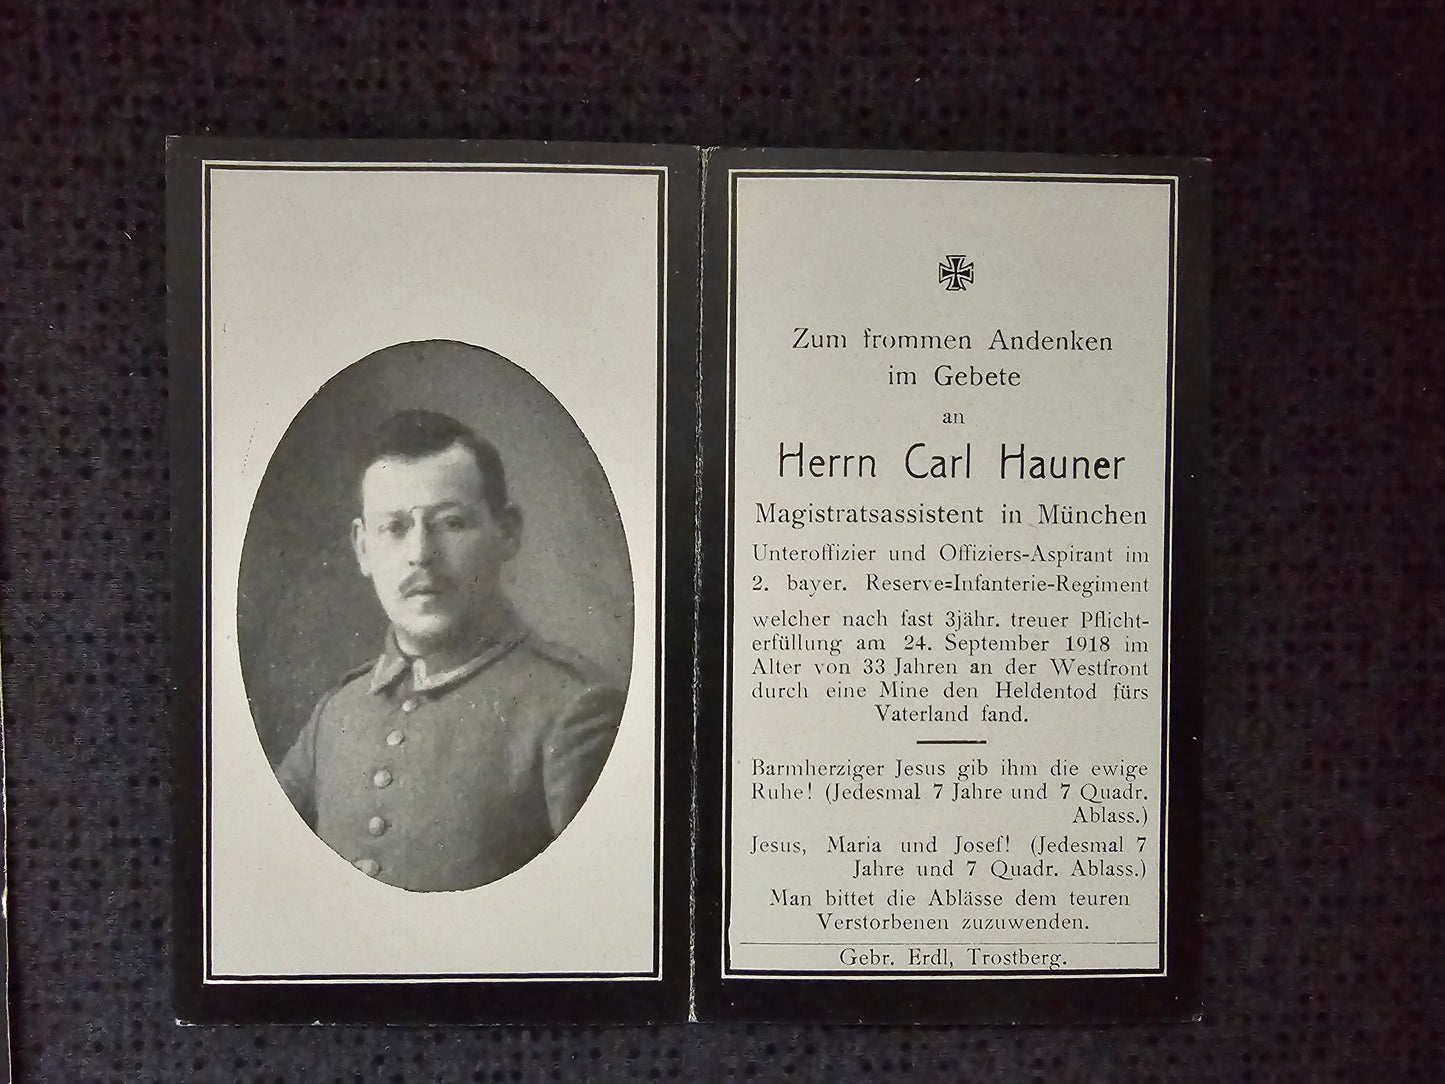 Zum frommen Andenken
im Gebete
an
Herrn Carl Hauner
Magistratsassistent in München
Unteroffizier und Offiziers-Aspirant im
2. bayer. Reserve=Infanterie-Regiment
welcher nach fast 3jähr. treuer Pflicht-
erfüllung am 24. September 1918 im
Alter von 33 Jahren an der Westfront
durch eine Mine den Heldentod fürs
Vaterland fand.
Barmherziger Jesus gib ihm die ewige
Ruhe! (Jedesmal 7 Jahre und 7 Quadr.
Ablass.)
Jesus, Maria und Josef! (Jedesmal 7
Jahre und 7 Quadr. Ablass.)
Man bittet die Ablässe dem teuren
Verstorbenen zuzuwenden.
Gebr. Erdl, Trostberg.